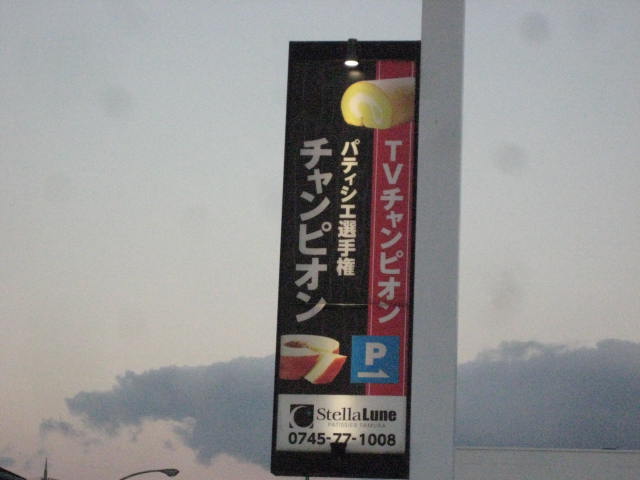 TVチャンピオン
パティシエ選手権
チャンピオン
P
StellaLune
PATISSIER TAMURA
0745-77-1008